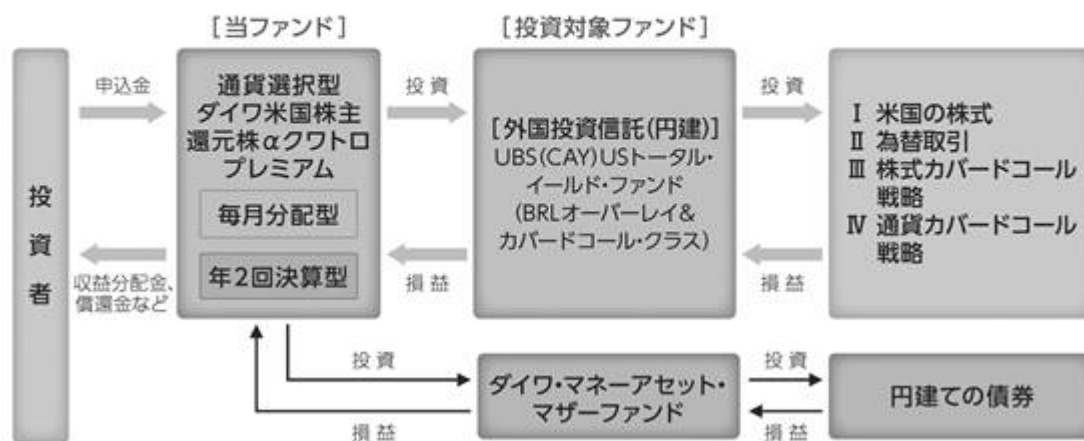 [当ファンド]
[投資対象ファンド]
投資者
申込金
収益分配金、
償還金など
通貨選択型
ダイワ米国株主
還元株αクワトロ
プレミアム
毎月分配型
年2回決算型
投資
損益
[外国投資信託(円建)]
UBS(CAY)USトータル・
イールド・ファンド
(BRLオーバーレイ&
カバードコール・クラス)
投資
損益
Ⅰ 米国の株式
Ⅱ 為替取引
Ⅲ 株式カバードコール
戦略
Ⅳ 通貨カバードコール
戦略
投資
損益
ダイワ・マネーアセット・
マザーファンド
投資
損益
円建ての債券